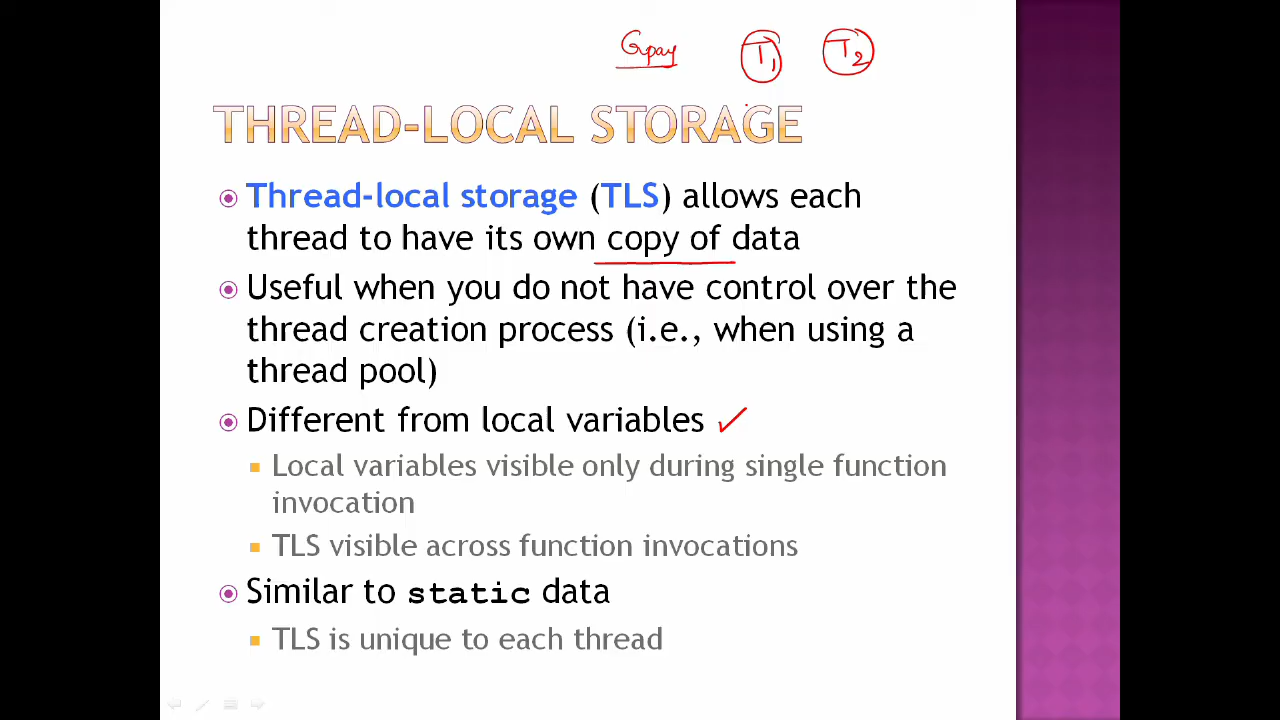 Gpay T1 T2
THREAD-LOCAL STORAGE
Thread-local storage (TLS) allows each
thread to have its own copy of data
Useful when you do not have control over the
thread creation process (i.e., when using a
thread pool)
Different from local variables ✓
Local variables visible only during single function
invocation
TLS visible across function invocations
Similar to static data
TLS is unique to each thread